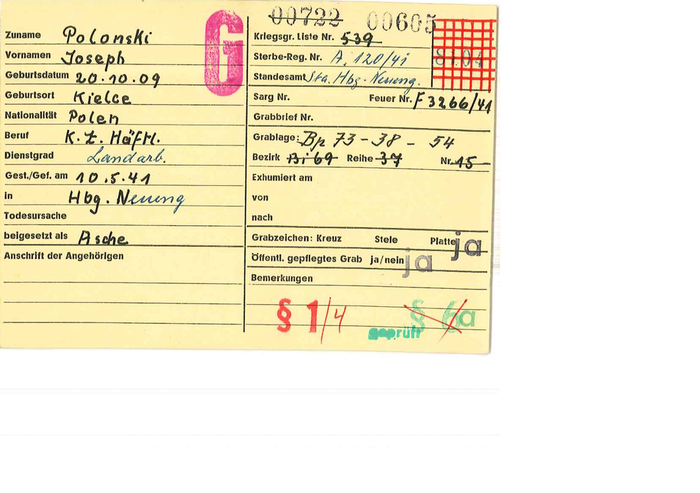 00722 00605
G
Zuname Polonski
Vornamen Joseph
Geburtsdatum 20.10.09
Geburtsort Kielce
Nationalität Polen
Beruf K.Z. Häftl.
Dienstgrad Landarb.
Gest./Gef. am 10.5.41
in Hbg. Neueng
Todesursache
beigesetzt als Asche
Anschrift der Angehörigen
Kriegsgr. Liste Nr. 539
Sterbe-Reg. Nr. A. 120/41
Standesamt Sta. Hbg. Neueng.
Sarg Nr. Feuer Nr. F 3266/41
Grabbrief Nr.
Grablage: Bp 73 - 38 - 54
Bezirk Bi 69 Reihe 37 Nr. 15
Exhumiert am
von
nach
Grabzeichen: Kreuz Stele Platte ja
Öffentl. gepflegtes Grab ja/nein ja
Bemerkungen
§ 1/4 § 6a
geprüft